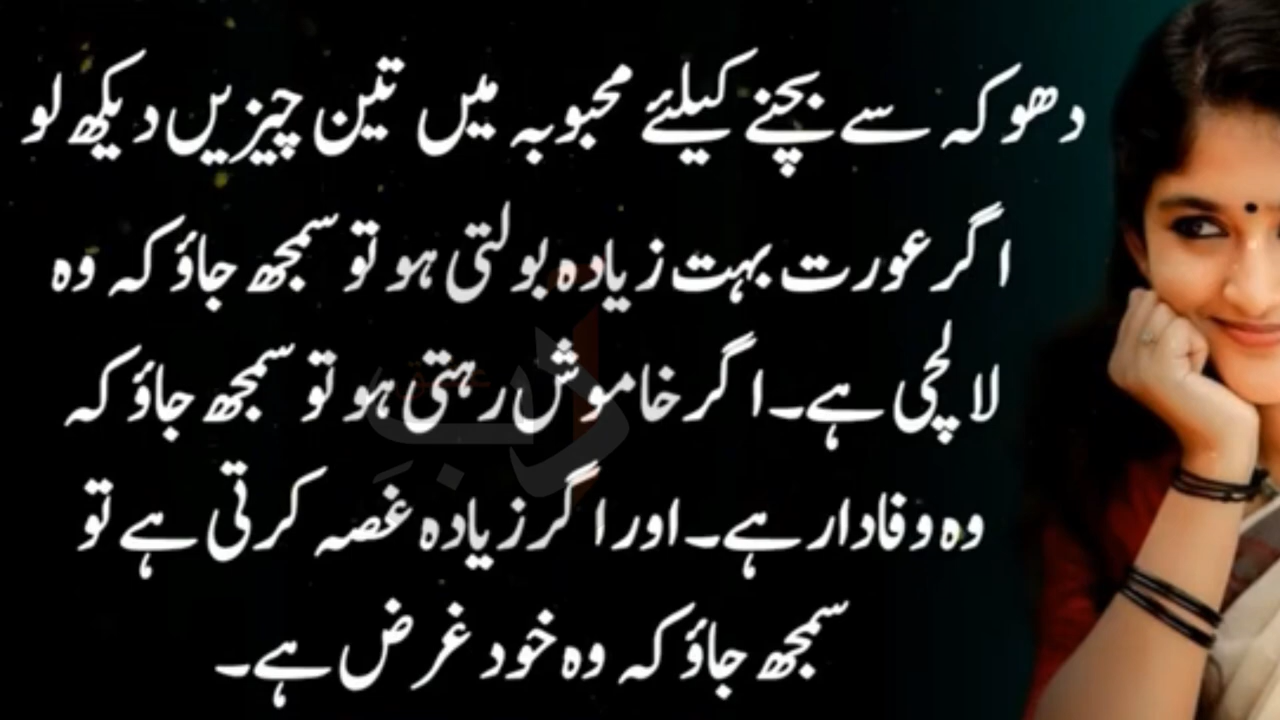 دھوکہ سے بچنے کیلئے محبوبہ میں تین چیزیں دیکھ لو
اگر عورت بہت زیادہ بولتی ہو تو سمجھ جاؤ کہ وہ
لالچی ہے۔ اگر خاموش رہتی ہو تو سمجھ جاؤ کہ
وہ وفادار ہے۔ اور اگر زیادہ غصہ کرتی ہے تو
سمجھ جاؤ کہ وہ خود غرض ہے۔